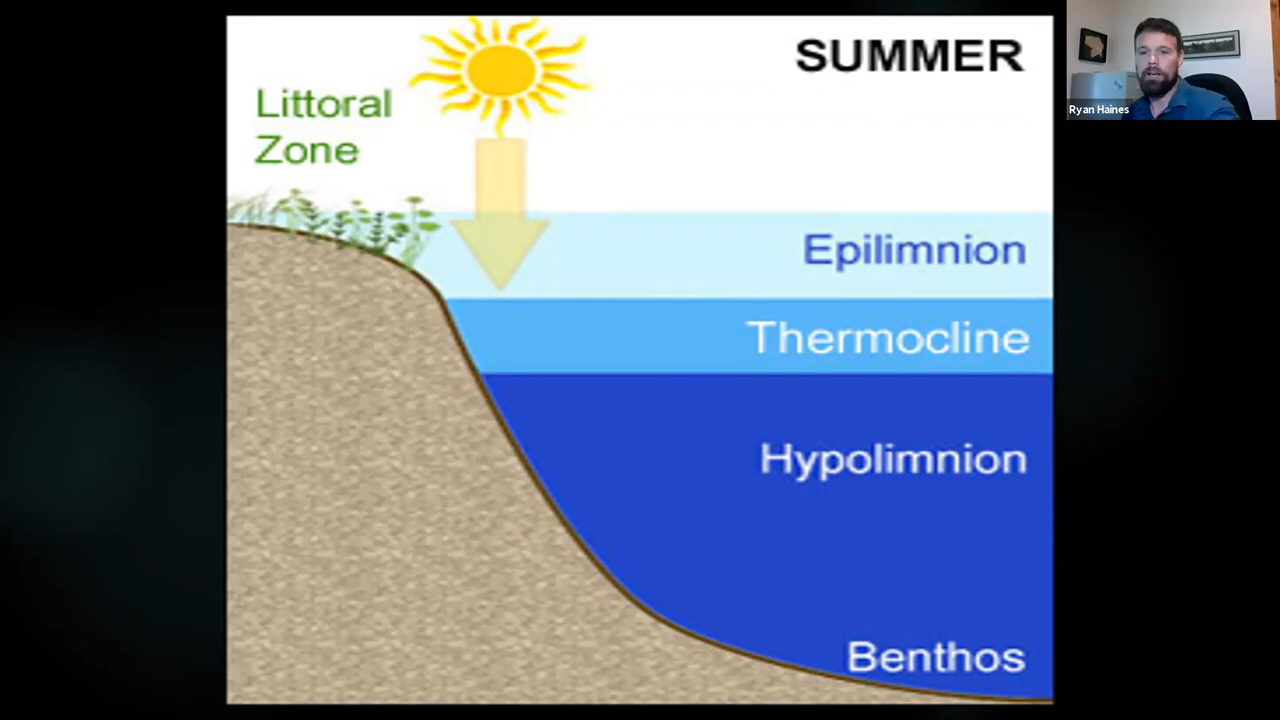 SUMMER
Littoral
Zone
Epilimnion
Thermocline
Hypolimnion
Benthos
Ryan Haines